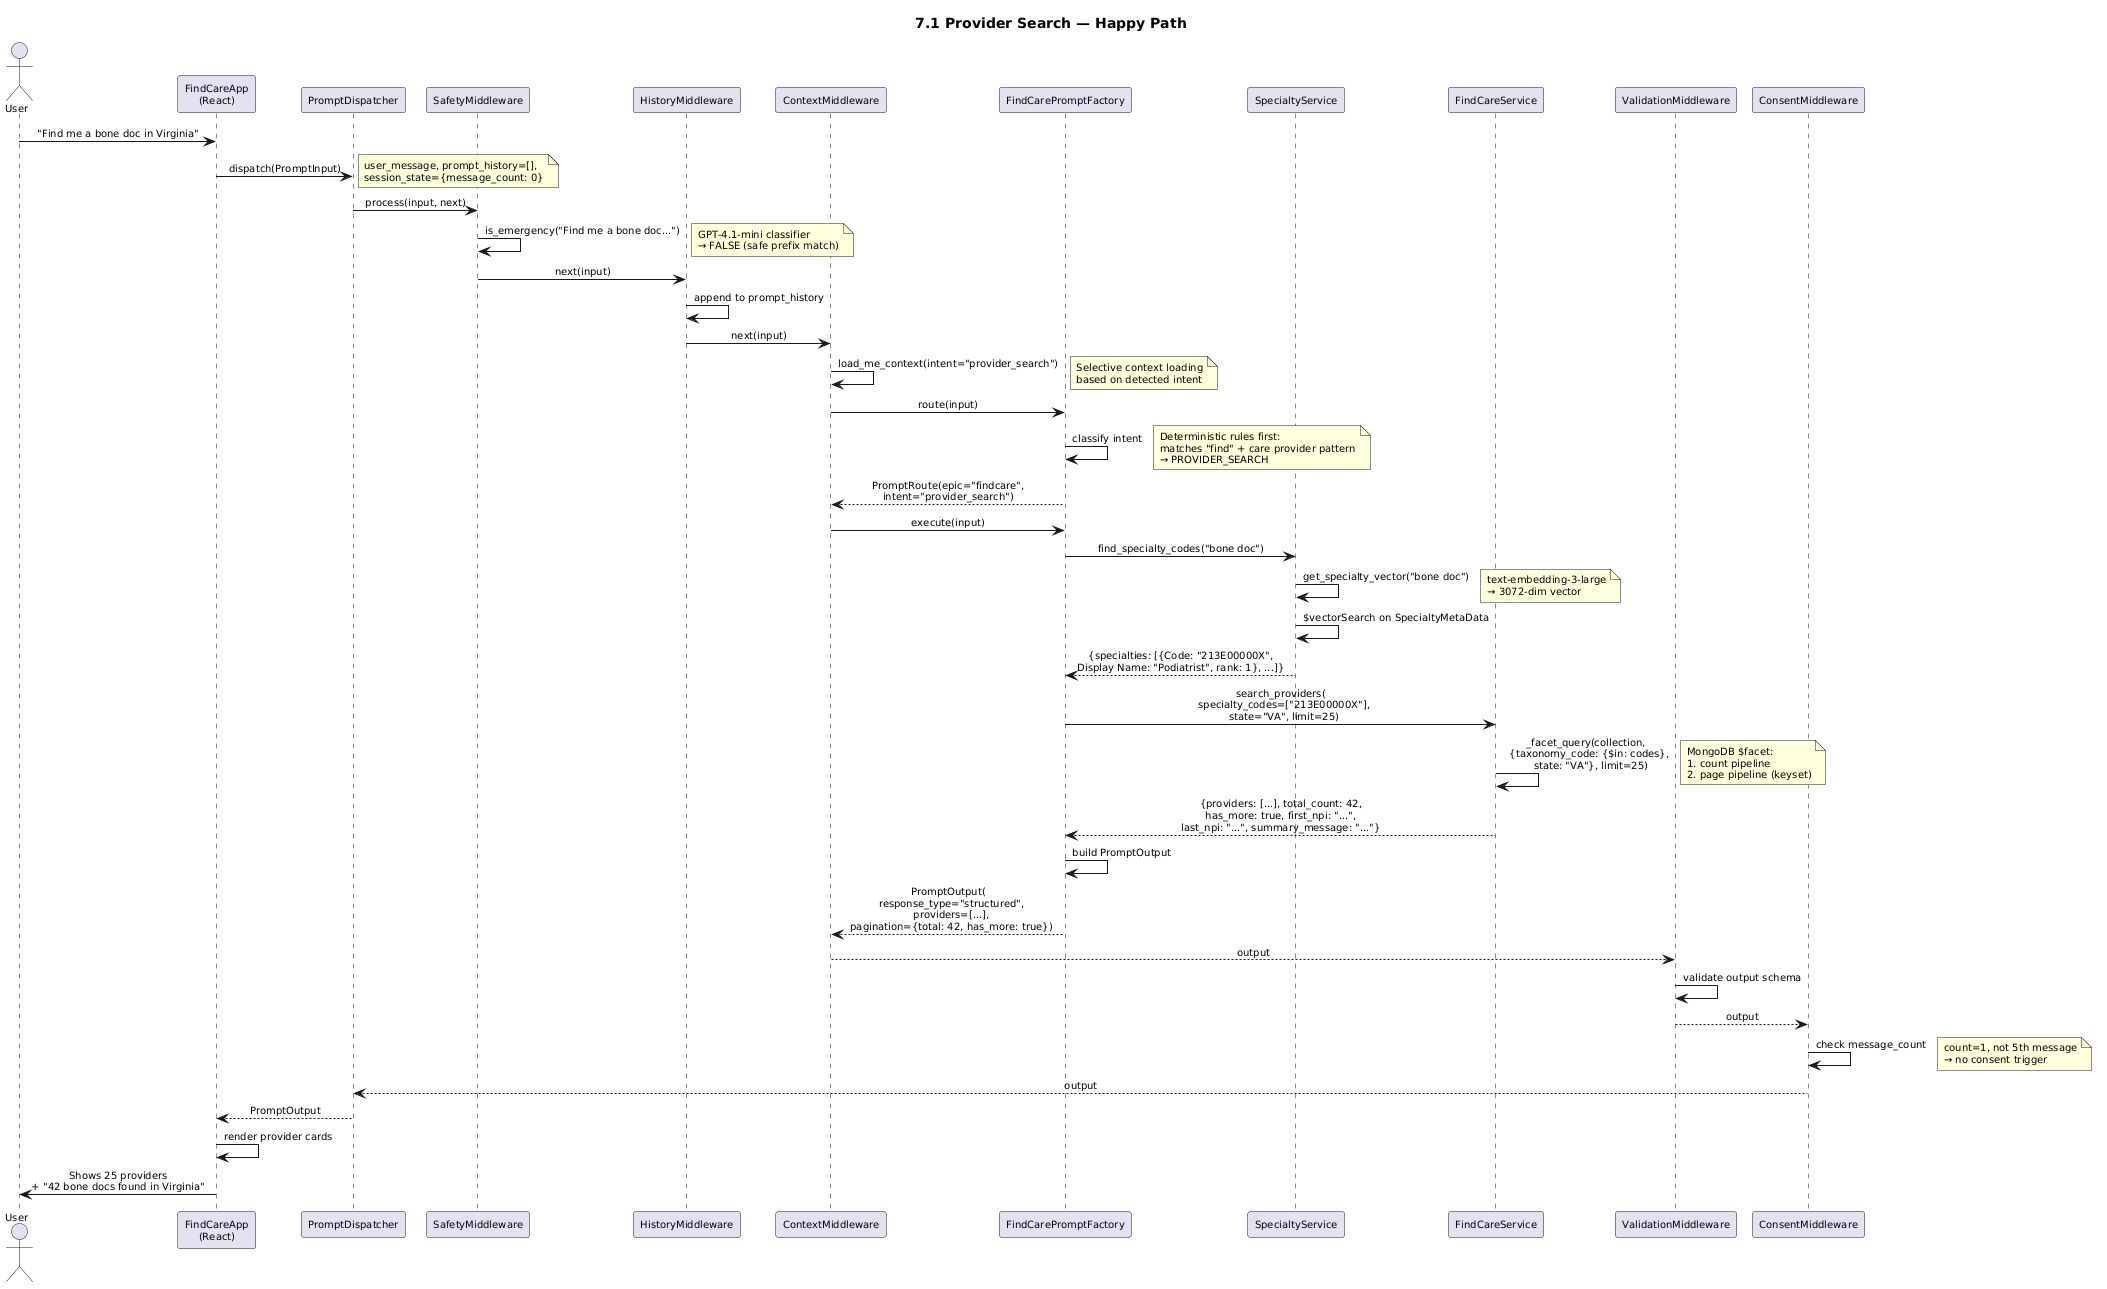 7.1 Provider Search — Happy Path
User
FindCareApp
(React)
PromptDispatcher
SafetyMiddleware
HistoryMiddleware
ContextMiddleware
FindCarePromptFactory
SpecialtyService
FindCareService
ValidationMiddleware
ConsentMiddleware
"Find me a bone doc in Virginia"
dispatch(PromptInput)
user_message, prompt_history=[],
session_state={message_count: 0}
process(input, next)
is_emergency("Find me a bone doc...")
GPT-4.1-mini classifier
→ FALSE (safe prefix match)
next(input)
append to prompt_history
next(input)
load_me_context(intent="provider_search")
Selective context loading
based on detected intent
route(input)
classify intent
Deterministic rules first:
matches "find" + care provider pattern
→ PROVIDER_SEARCH
PromptRoute(epic="findcare",
intent="provider_search")
execute(input)
find_specialty_codes("bone doc")
get_specialty_vector("bone doc")
text-embedding-3-large
→ 3072-dim vector
$vectorSearch on SpecialtyMetaData
{specialties: [{Code: "213E00000X",
Display Name: "Podiatrist", rank: 1}, ...]}
search_providers(
specialty_codes=["213E00000X"],
state="VA", limit=25)
_facet_query(collection,
{taxonomy_code: {$in: codes},
state: "VA"}, limit=25)
MongoDB $facet:
1. count pipeline
2. page pipeline (keyset)
{providers: [...], total_count: 42,
has_more: true, first_npi: "...",
last_npi: "...", summary_message: "..."}
build PromptOutput
PromptOutput(
response_type="structured",
providers=[...],
pagination={total: 42, has_more: true})
output
validate output schema
output
check message_count
count=1, not 5th message
→ no consent trigger
output
PromptOutput
render provider cards
Shows 25 providers
+ "42 bone docs found in Virginia"
User
FindCareApp
(React)
PromptDispatcher
SafetyMiddleware
HistoryMiddleware
ContextMiddleware
FindCarePromptFactory
SpecialtyService
FindCareService
ValidationMiddleware
ConsentMiddleware